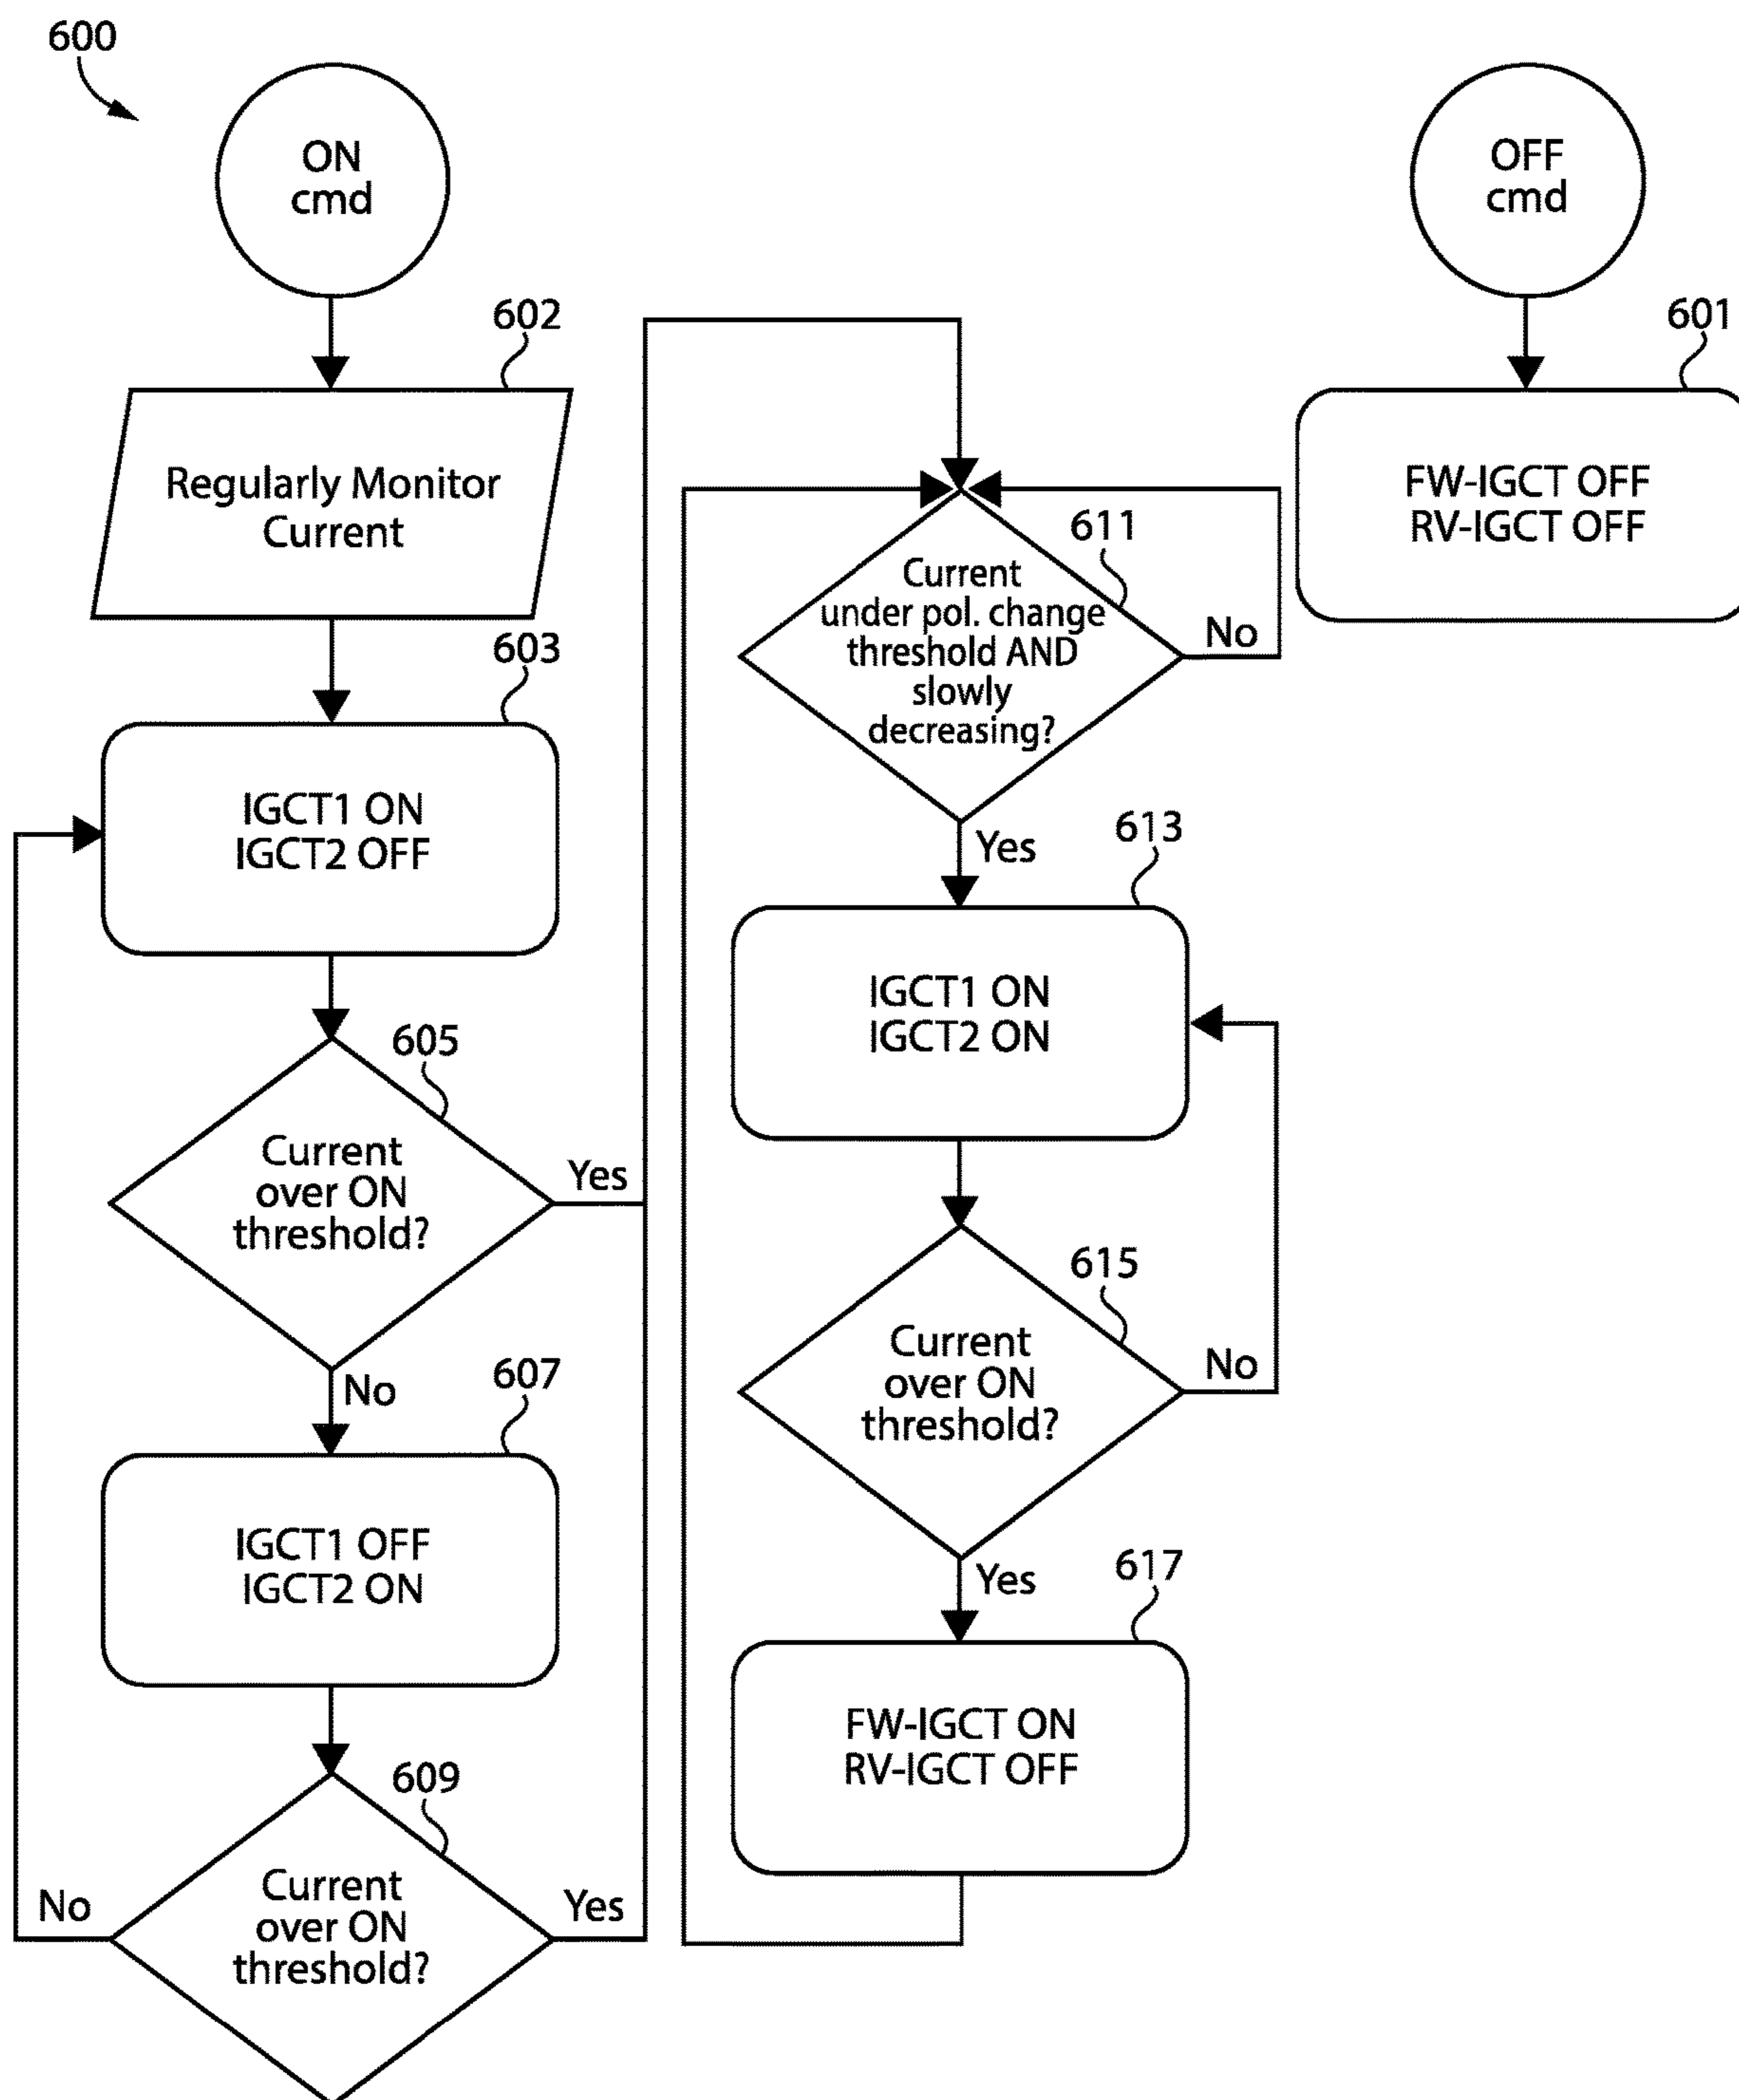 600
ON
cmd
602
Regularly Monitor
Current
603
IGCT1 ON
IGCT2 OFF
605
Current
over ON
threshold?
Yes
No
607
IGCT1 OFF
IGCT2 ON
609
Current
over ON
threshold?
No
Yes
611
Current
under pol. change
threshold AND
slowly
decreasing?
No
Yes
613
IGCT1 ON
IGCT2 ON
615
Current
over ON
threshold?
No
Yes
617
FW-IGCT ON
RV-IGCT OFF
OFF
cmd
601
FW-IGCT OFF
RV-IGCT OFF